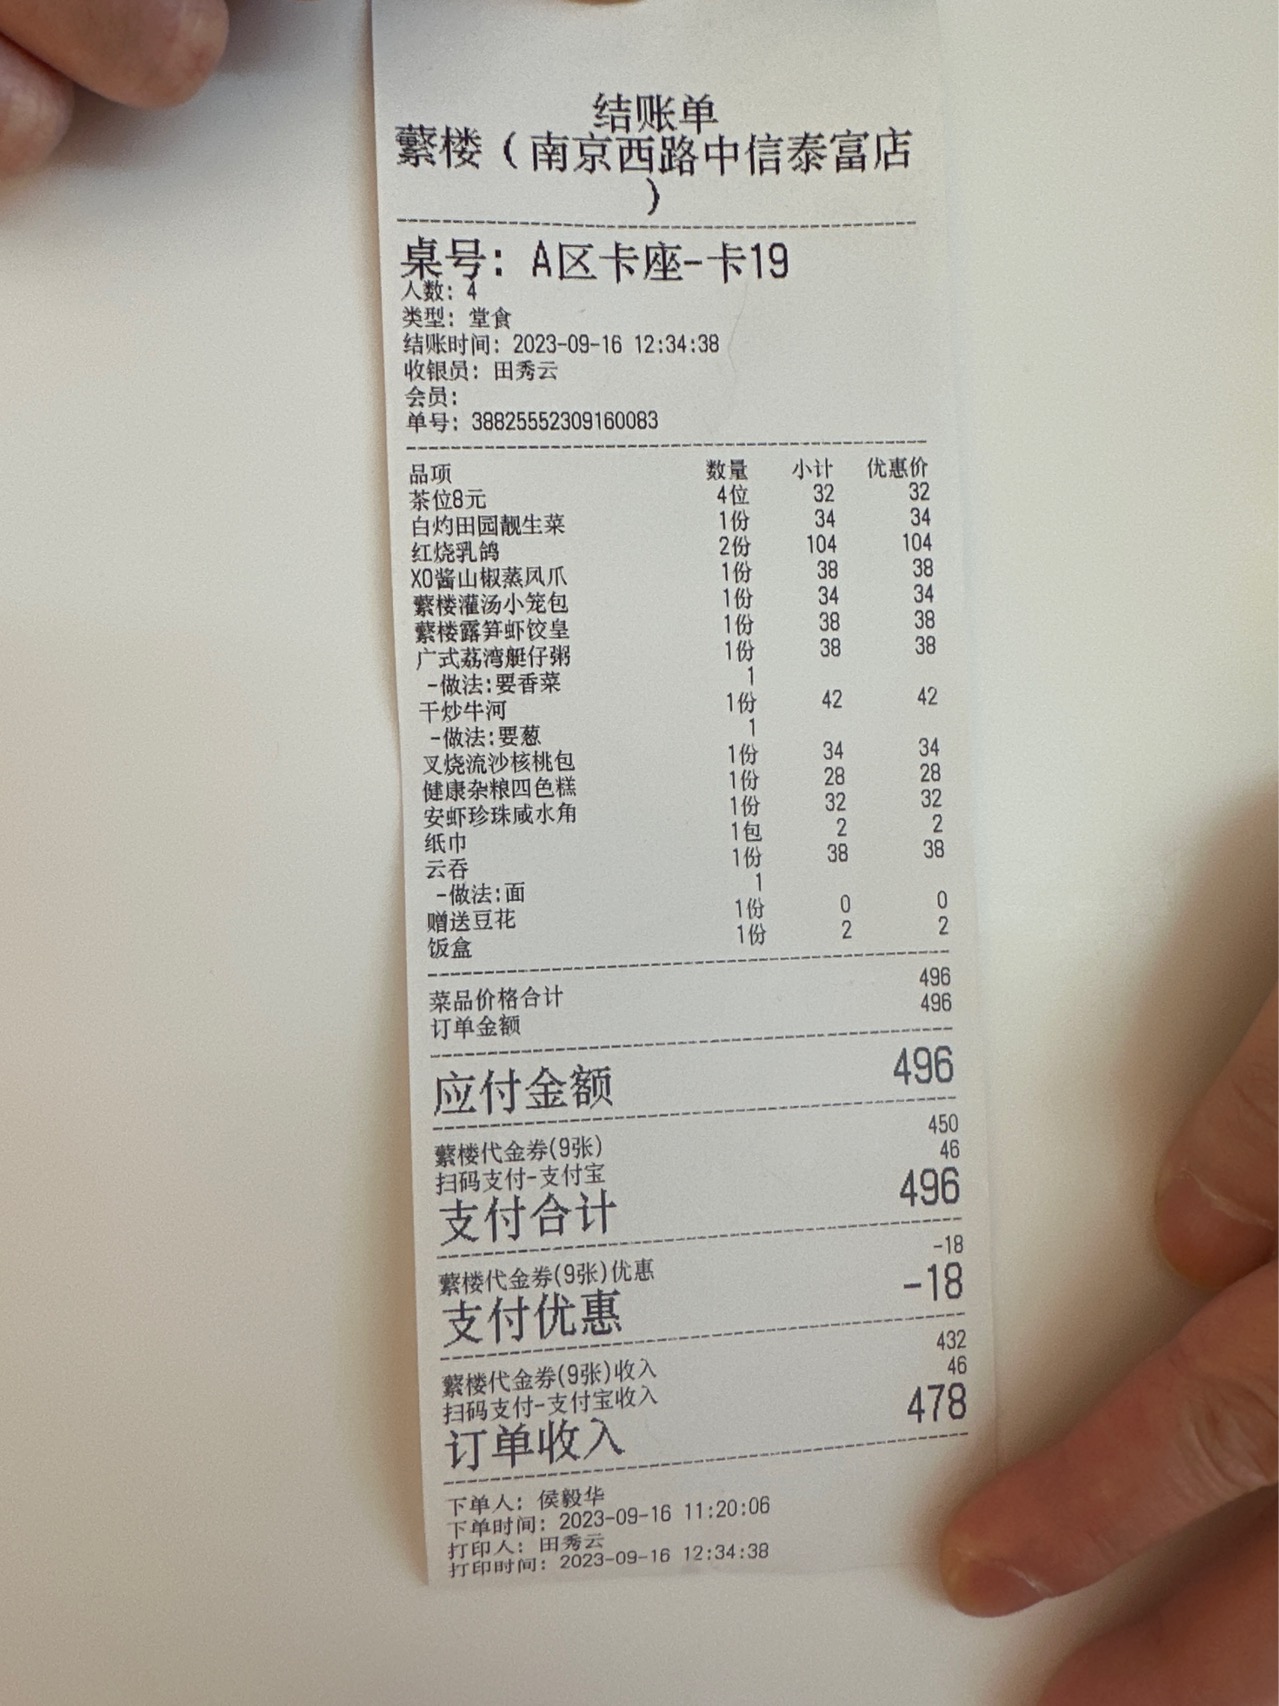 结账单
蘩楼（南京西路中信泰富店
）
桌号：A区卡座-卡19
人数：4
类型：堂食
结账时间：2023-09-16 12:34:38
收银员：田秀云
会员：
单号：38825552309160083
品项 数量 小计 优惠价
茶位8元 4位 32 32
白灼田园靓生菜 1份 34 34
红烧乳鸽 2份 104 104
XO酱山椒蒸凤爪 1份 38 38
蘩楼灌汤小笼包 1份 34 34
蘩楼露笋虾饺皇 1份 38 38
广式荔湾艇仔粥 1份 38 38
-做法:要香菜 1
干炒牛河 1份 42 42
-做法:要葱 1
叉烧流沙核桃包 1份 34 34
健康杂粮四色糕 1份 28 28
安虾珍珠咸水角 1份 32 32
纸巾 1包 2 2
云吞 1份 38 38
-做法:面 1
赠送豆花 1份 0 0
饭盒 1份 2 2
菜品价格合计 496
订单金额 496
应付金额 496
蘩楼代金券(9张) 450
扫码支付-支付宝 46
支付合计 496
蘩楼代金券(9张)优惠 -18
支付优惠 -18
蘩楼代金券(9张)收入 432
扫码支付-支付宝收入 46
订单收入 478
下单人：侯毅华
下单时间：2023-09-16 11:20:06
打印人：田秀云
打印时间：2023-09-16 12:34:38